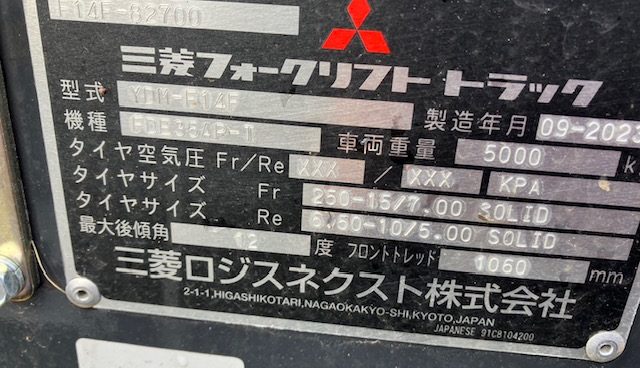 F14F-82700
三菱フォークリフト トラック
型式 YDM-F14F 製造年月 09-2023
機種 車両重量 5000 k
タイヤ空気圧 Fr/Re XXX / XXX KPA
タイヤサイズ Fr 250-15/7.00 SOLID
タイヤサイズ Re 6.50-10/5.00 SOLID
最大後傾角 12 度 フロントトレッド 1060 mm
三菱ロジスネクスト株式会社
2-1-1,HIGASHIKOTARI,NAGAOKAKYO-SHI,KYOTO,JAPAN
JAPANESE 91C8104200